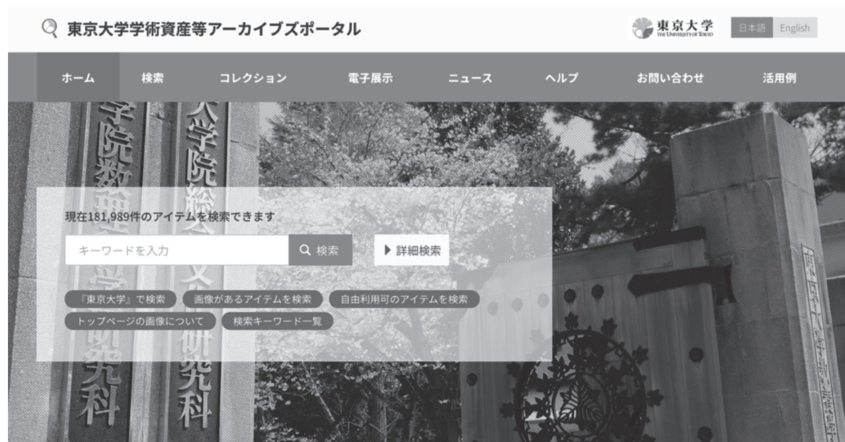 東京大学学術資産等アーカイブズポータル
東京大学
THE UNIVERSITY OF TOKYO
日本語 English
ホーム 検索 コレクション 電子展示 ニュース ヘルプ お問い合わせ 活用例
学院数理
大学院総
現在181,989件のアイテムを検索できます
キーワードを入力 検索 詳細検索
『東京大学』で検索 画像があるアイテムを検索 自由利用可のアイテムを検索
トップページの画像について 検索キーワード一覧
究科
研究科